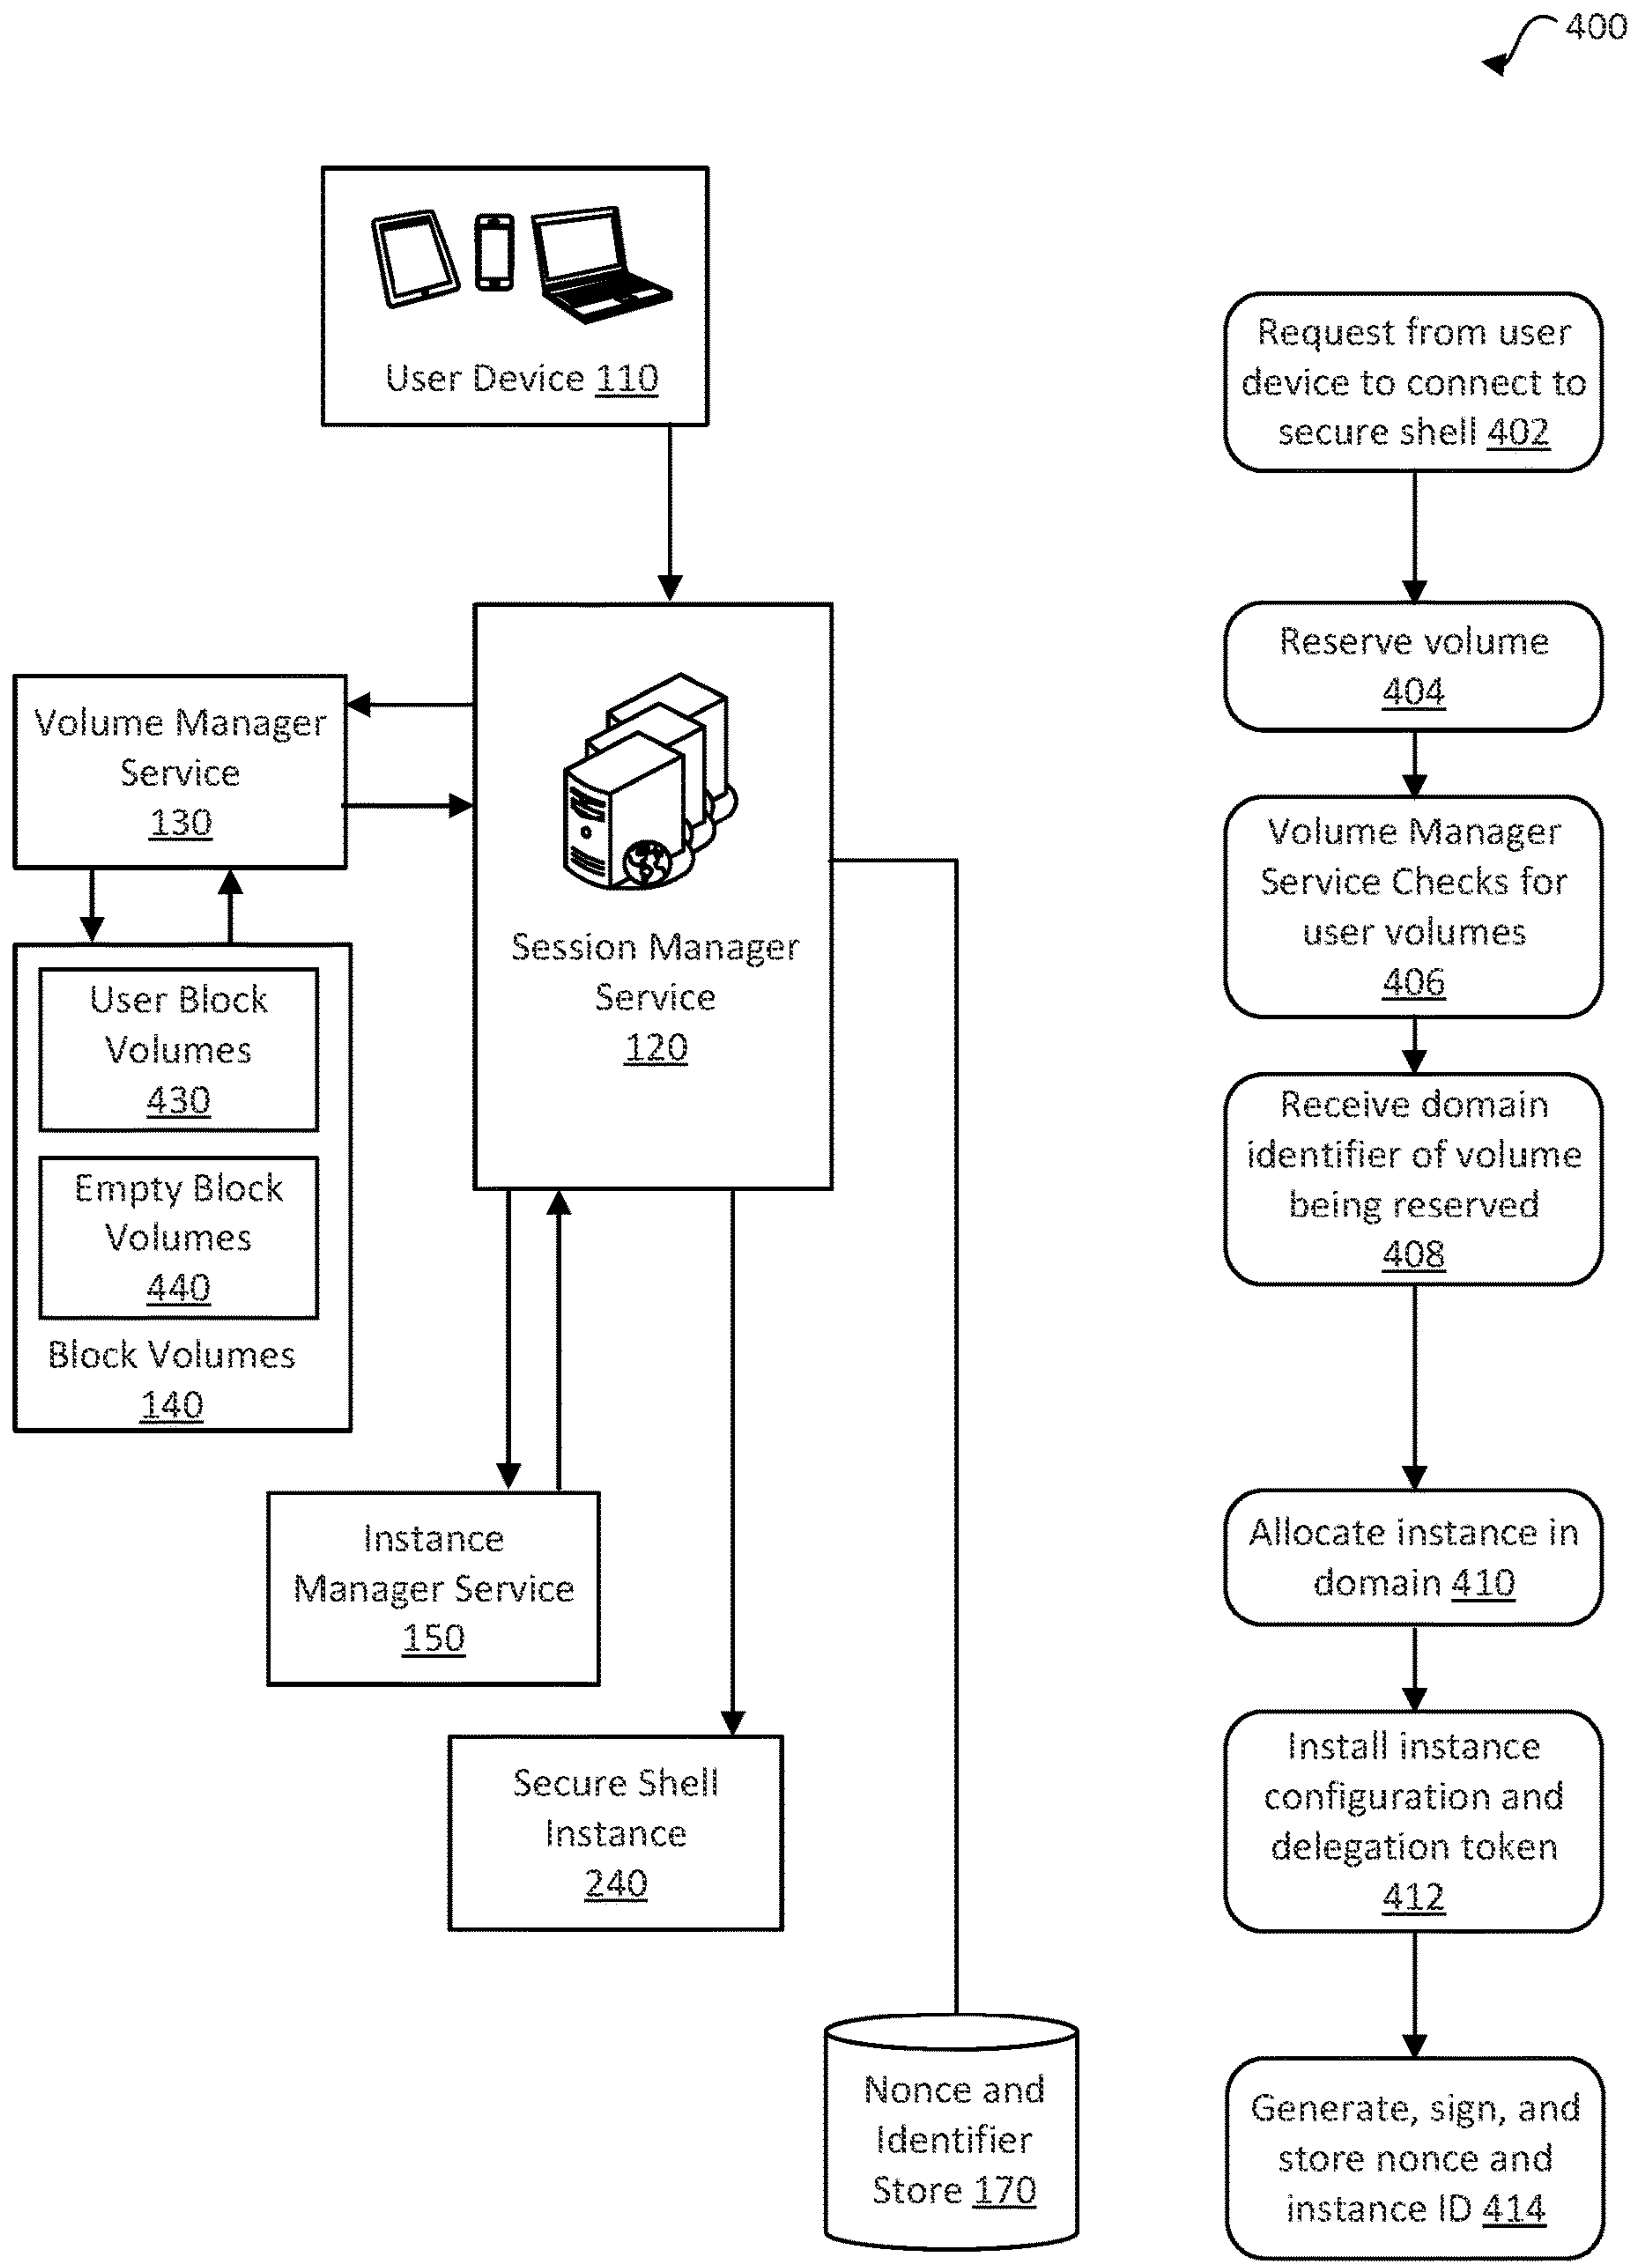 400
User Device 110
Volume Manager
Service
130
User Block
Volumes
430
Empty Block
Volumes
440
Block Volumes
140
Session Manager
Service
120
Instance
Manager Service
150
Secure Shell
Instance
240
Nonce and
Identifier
Store 170
Request from user
device to connect to
secure shell 402
Reserve volume
404
Volume Manager
Service Checks for
user volumes
406
Receive domain
identifier of volume
being reserved
408
Allocate instance in
domain 410
Install instance
configuration and
delegation token
412
Generate, sign, and
store nonce and
instance ID 414